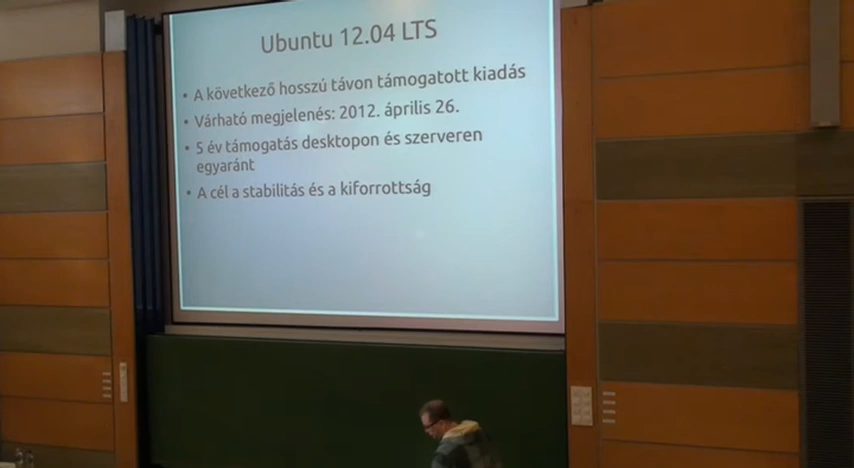 Ubuntu 12.04 LTS
• A következő hosszú távon támogatott kiadás
• Várható megjelenés: 2012. április 26.
• 5 év támogatás desktopon és szerveren
egyaránt
• A cél a stabilitás és a kiforrottság